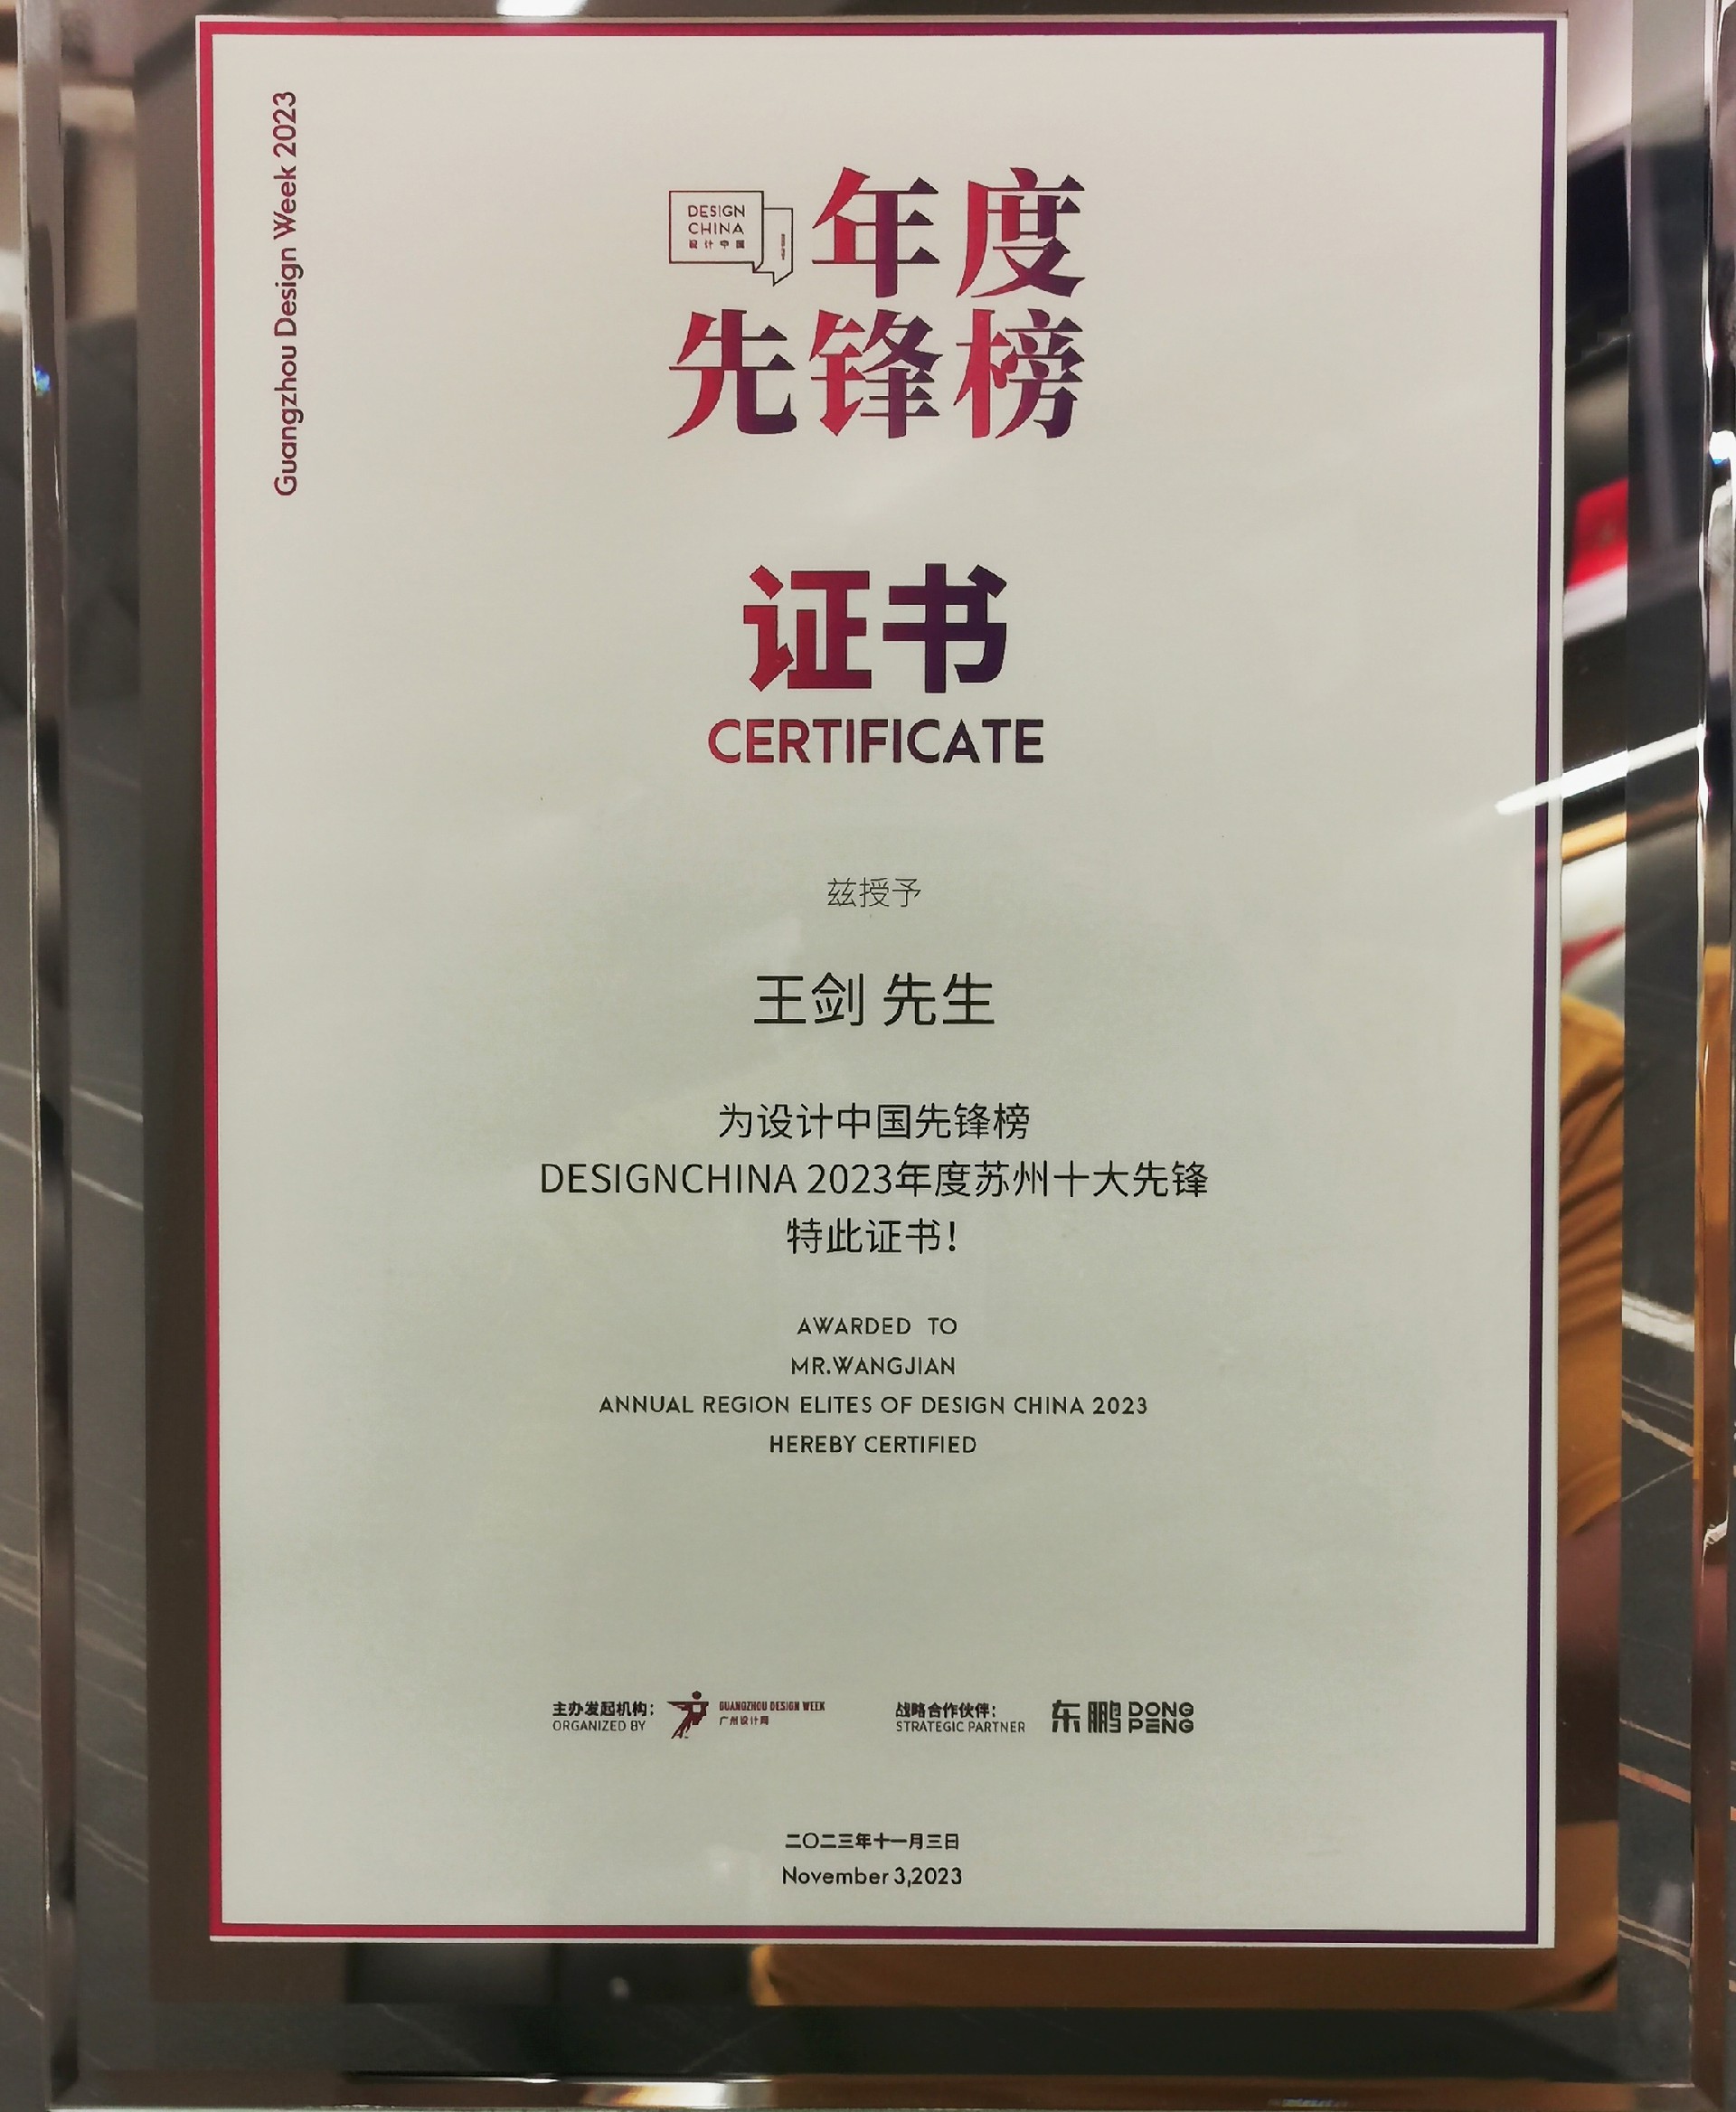 Guangzhou Design Week 2023
DESIGN
CHINA
设计中国
年度
先锋榜
证书
CERTIFICATE
兹授予
王剑 先生
为设计中国先锋榜
DESIGNCHINA 2023年度苏州十大先锋
特此证书！
AWARDED TO
MR.WANGJIAN
ANNUAL REGION ELITES OF DESIGN CHINA 2023
HEREBY CERTIFIED
主办发起机构：
ORGANIZED BY
GUANGZHOU DESIGN WEEK
广州设计周
战略合作伙伴：
STRATEGIC PARTNER
东鹏 DONG
PENG
二〇二三年十一月三日
November 3,2023